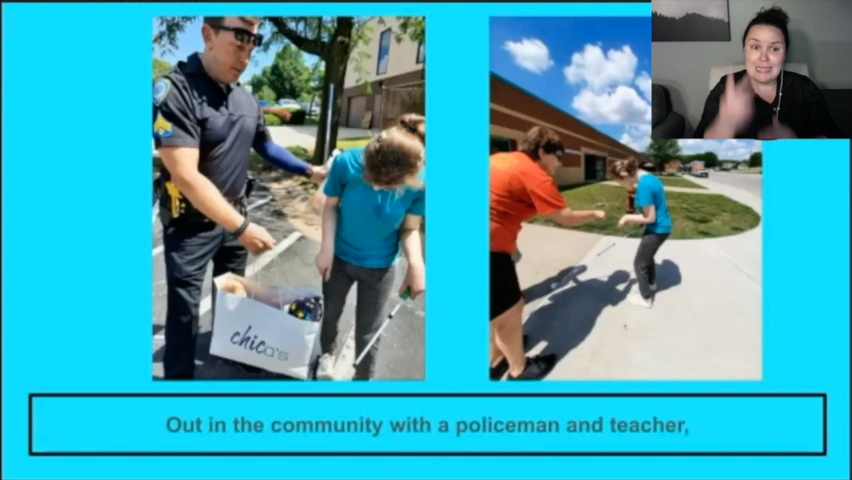 chico's
Out in the community with a policeman and teacher,